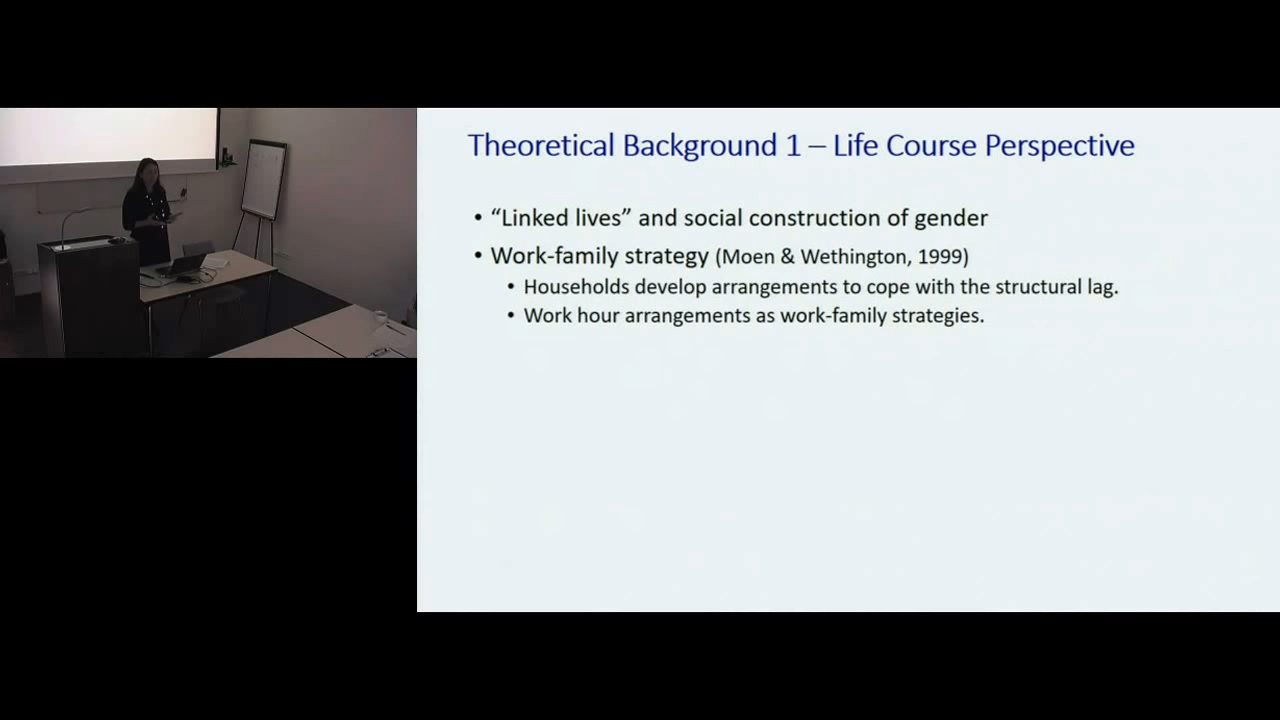 Theoretical Background 1 – Life Course Perspective
• “Linked lives” and social construction of gender
• Work-family strategy (Moen & Wethington, 1999)
• Households develop arrangements to cope with the structural lag.
• Work hour arrangements as work-family strategies.